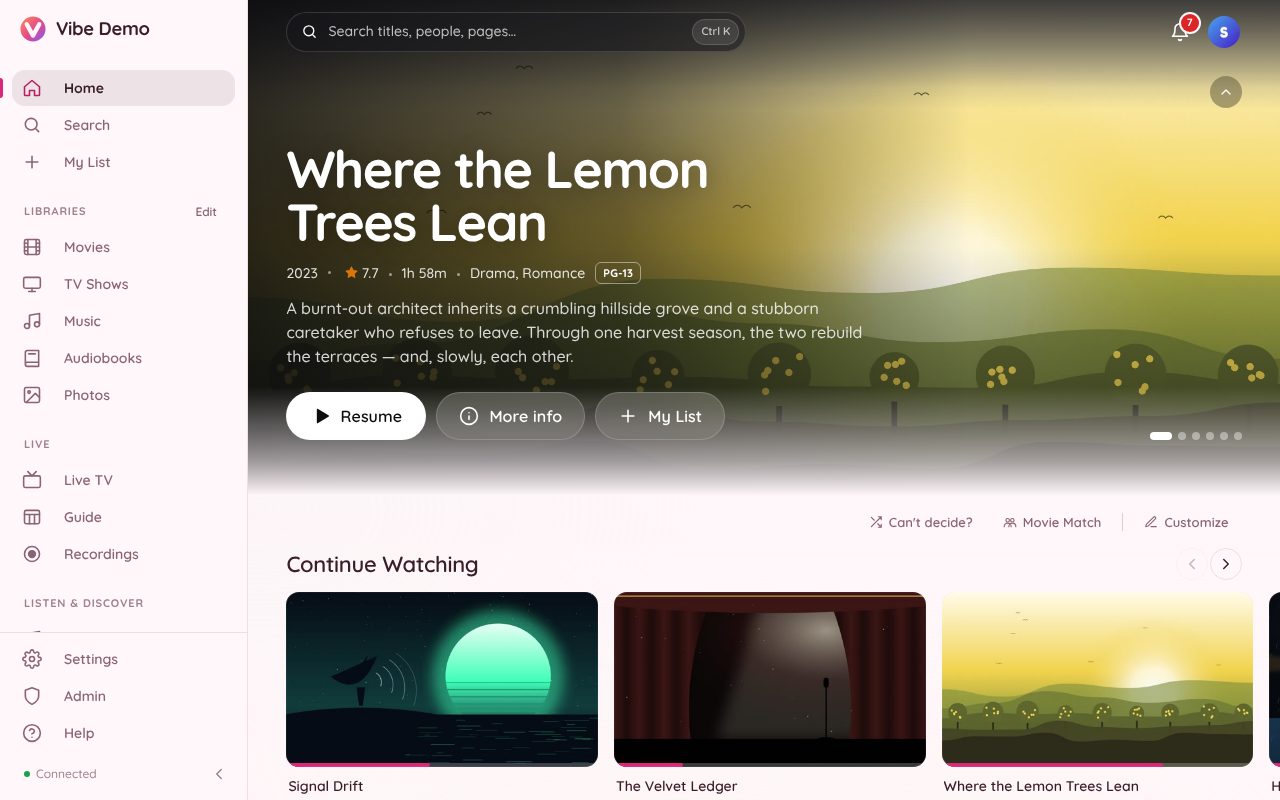 Vibe Demo
Search titles, people, pages...
Ctrl K
7
S
Home
Search
My List
LIBRARIES
Edit
Movies
TV Shows
Music
Audiobooks
Photos
LIVE
Live TV
Guide
Recordings
LISTEN & DISCOVER
Settings
Admin
Help
Connected
Where the Lemon
Trees Lean
2023 • 7.7 • 1h 58m • Drama, Romance PG-13
A burnt-out architect inherits a crumbling hillside grove and a stubborn
caretaker who refuses to leave. Through one harvest season, the two rebuild
the terraces — and, slowly, each other.
Resume
More info
My List
Can't decide?
Movie Match
Customize
Continue Watching
Signal Drift
The Velvet Ledger
Where the Lemon Trees Lean